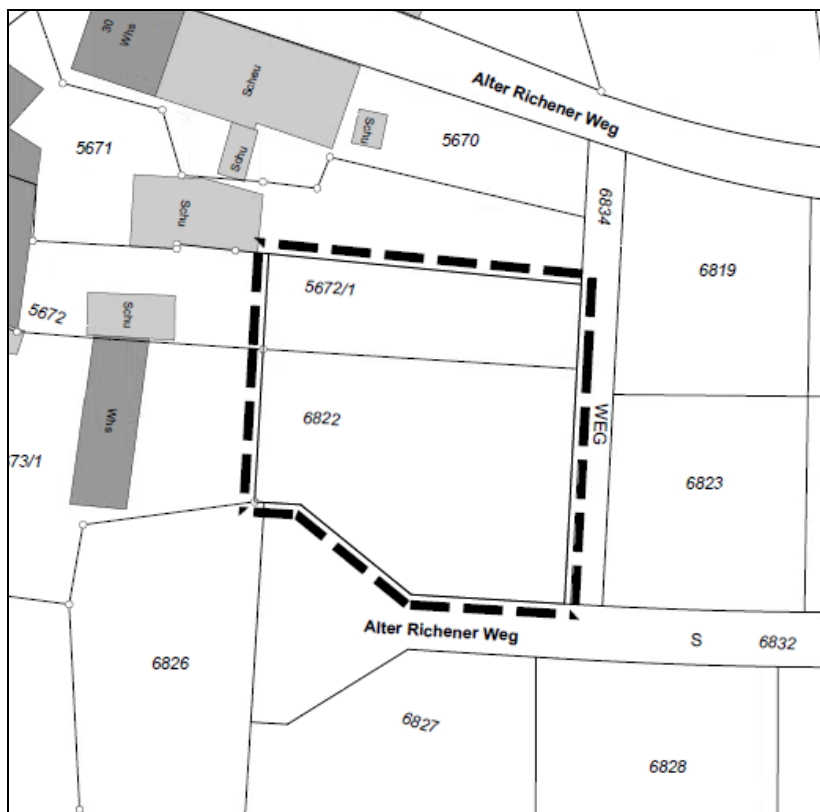 30
Whs
Scheu
Alter Richener Weg
5671
Schu
Schu
5670
6834
Schu
6819
5672/1
5672
Schu
WEG
6822
Whs
73/1
6823
Alter Richener Weg
S
6832
6826
6827
6828